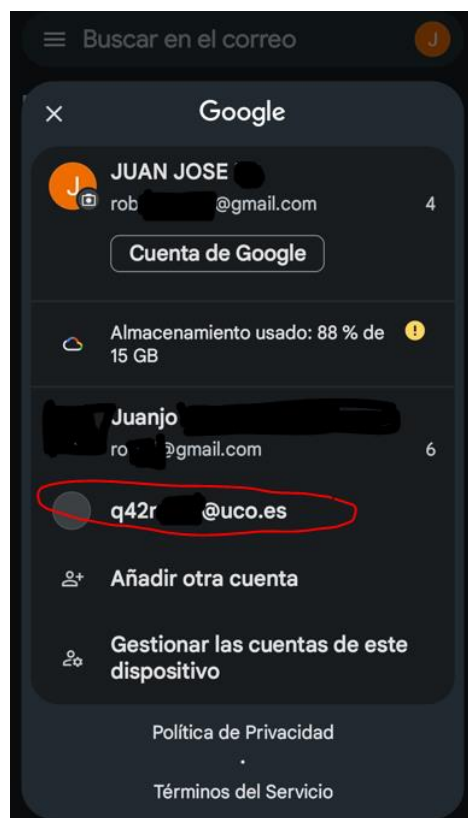 Buscar en el correo
J
Google
J
JUAN JOSE
rob @gmail.com
4
Cuenta de Google
Almacenamiento usado: 88 % de
15 GB
!
Juanjo
ro @gmail.com
6
q42r @uco.es
Añadir otra cuenta
Gestionar las cuentas de este
dispositivo
Política de Privacidad
·
Términos del Servicio